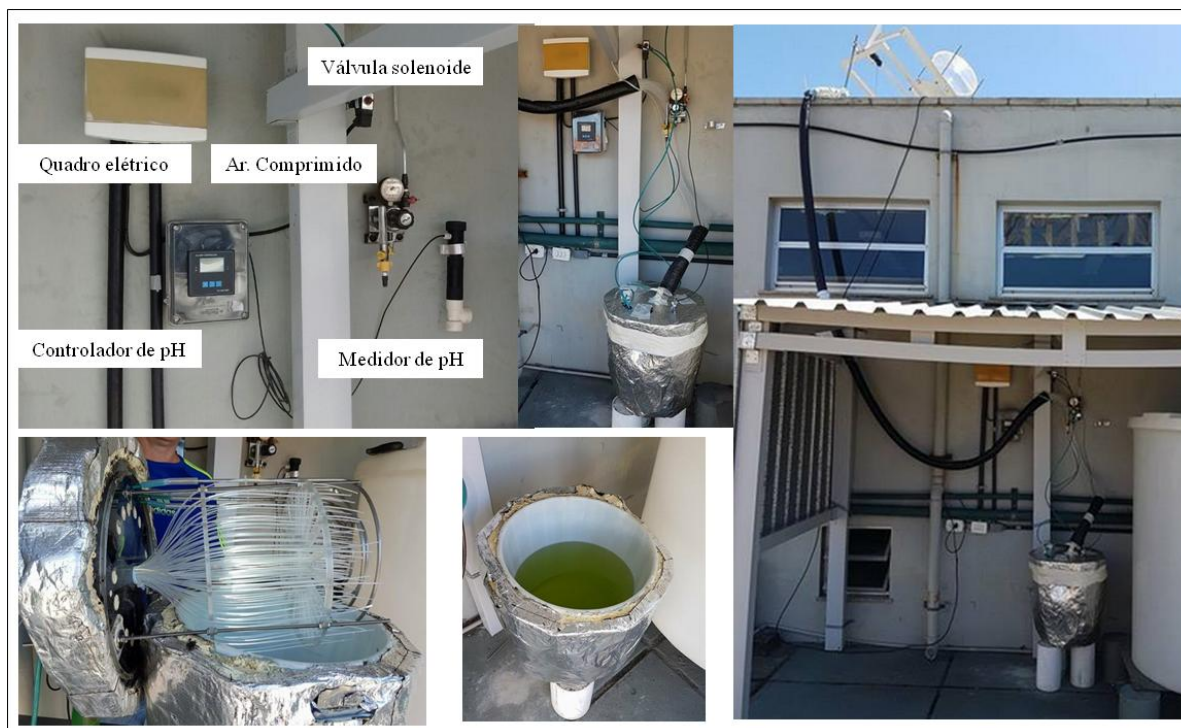 Válvula solenoide
Quadro elétrico
Ar. Comprimido
Controlador de pH
Medidor de pH